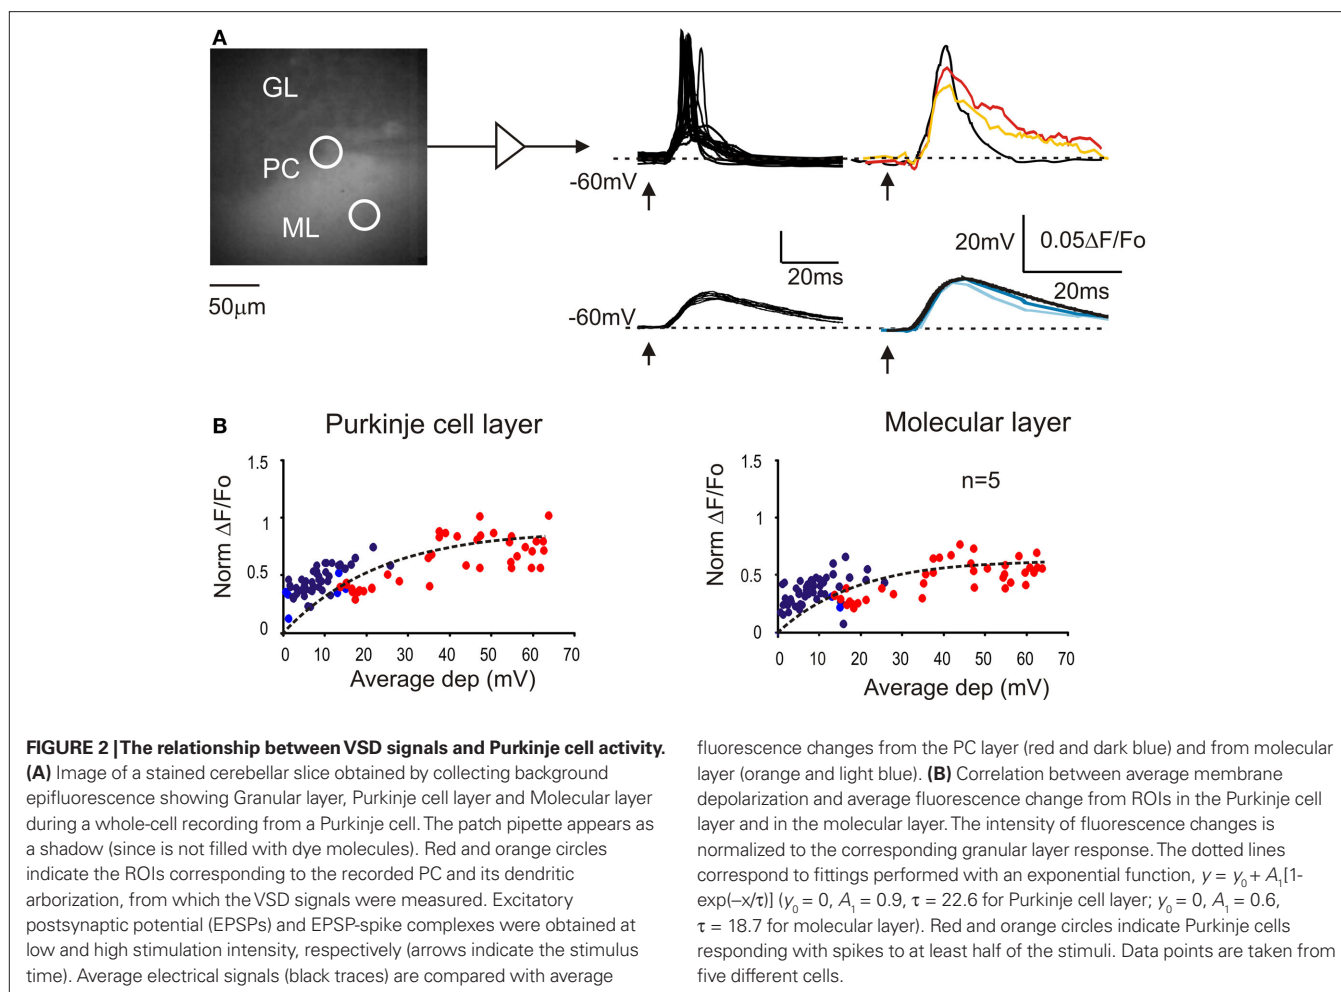 A
GL
PC
ML
50μm
-60mV
20ms
20mV
0.05ΔF/Fo
20ms
-60mV
B
Purkinje cell layer
Norm ΔF/Fo
1.5
1
0.5
0
0 10 20 30 40 50 60 70
Average dep (mV)
Molecular layer
n=5
Norm ΔF/Fo
1.5
1
0.5
0
0 10 20 30 40 50 60 70
Average dep (mV)
FIGURE 2 | The relationship between VSD signals and Purkinje cell activity.
(A) Image of a stained cerebellar slice obtained by collecting background
epifluorescence showing Granular layer, Purkinje cell layer and Molecular layer
during a whole-cell recording from a Purkinje cell. The patch pipette appears as
a shadow (since is not filled with dye molecules). Red and orange circles
indicate the ROIs corresponding to the recorded PC and its dendritic
arborization, from which the VSD signals were measured. Excitatory
postsynaptic potential (EPSPs) and EPSP-spike complexes were obtained at
low and high stimulation intensity, respectively (arrows indicate the stimulus
time). Average electrical signals (black traces) are compared with average
fluorescence changes from the PC layer (red and dark blue) and from molecular
layer (orange and light blue). (B) Correlation between average membrane
depolarization and average fluorescence change from ROIs in the Purkinje cell
layer and in the molecular layer. The intensity of fluorescence changes is
normalized to the corresponding granular layer response. The dotted lines
correspond to fittings performed with an exponential function, y = y₀ + A₁[1-
exp(–x/τ)] (y₀ = 0, A₁ = 0.9, τ = 22.6 for Purkinje cell layer; y₀ = 0, A₁ = 0.6,
τ = 18.7 for molecular layer). Red and orange circles indicate Purkinje cells
responding with spikes to at least half of the stimuli. Data points are taken from
five different cells.